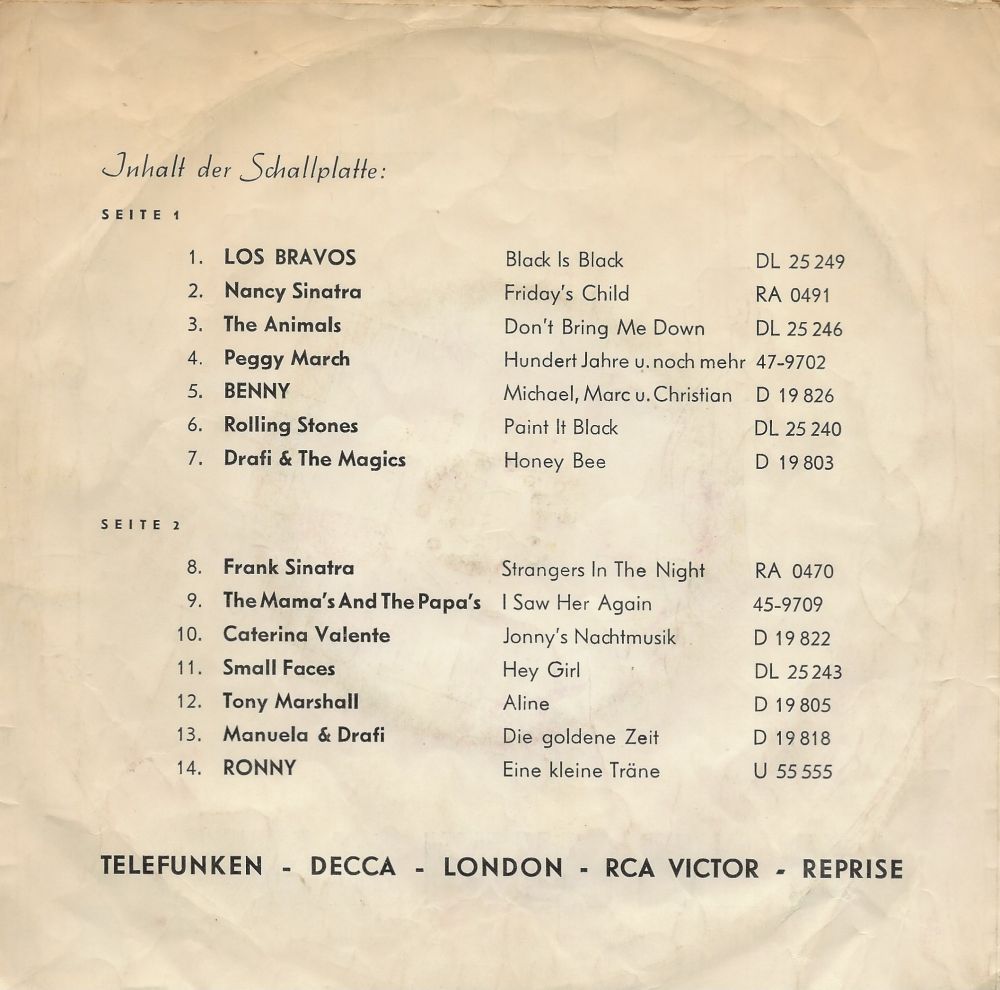 Inhalt der Schallplatte:
SEITE 1
1. LOS BRAVOS Black Is Black DL 25 249
2. Nancy Sinatra Friday's Child RA 0491
3. The Animals Don't Bring Me Down DL 25 246
4. Peggy March Hundert Jahre u. noch mehr 47-9702
5. BENNY Michael, Marc u. Christian D 19 826
6. Rolling Stones Paint It Black DL 25 240
7. Drafi & The Magics Honey Bee D 19 803
SEITE 2
8. Frank Sinatra Strangers In The Night RA 0470
9. The Mama's And The Papa's I Saw Her Again 45-9709
10. Caterina Valente Jonny's Nachtmusik D 19 822
11. Small Faces Hey Girl DL 25 243
12. Tony Marshall Aline D 19 805
13. Manuela & Drafi Die goldene Zeit D 19 818
14. RONNY Eine kleine Träne U 55 555
TELEFUNKEN - DECCA - LONDON - RCA VICTOR - REPRISE